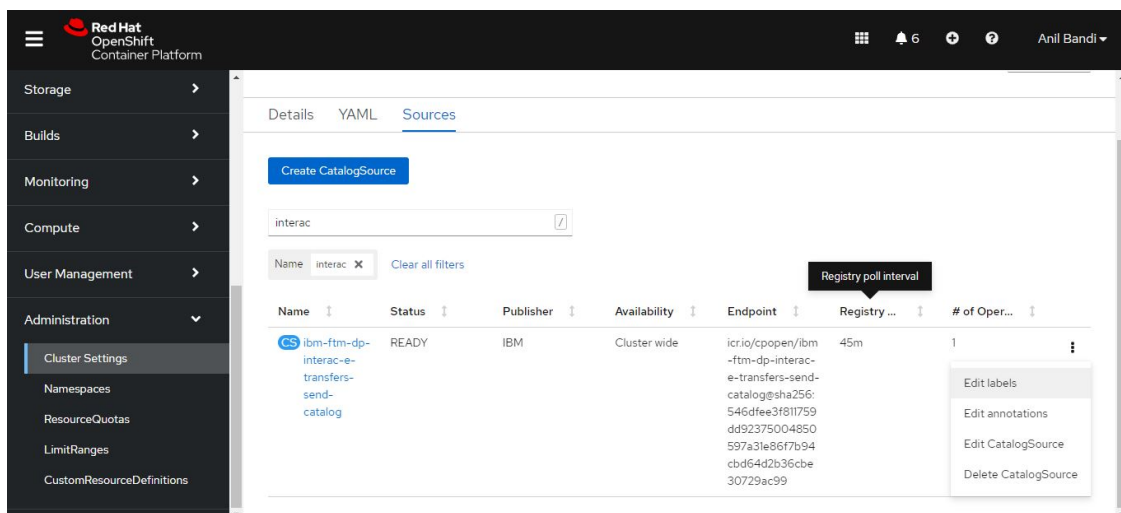 Red Hat
OpenShift
Container Platform
6
Anil Bandi
Storage
Builds
Monitoring
Compute
User Management
Administration
Cluster Settings
Namespaces
ResourceQuotas
LimitRanges
CustomResourceDefinitions
Details YAML Sources
Create CatalogSource
interac /
Name interac Clear all filters
Registry poll interval
Name Status Publisher Availability Endpoint Registry ... # of Oper...
CS ibm-ftm-dp- READY IBM Cluster wide icr.io/cpopen/ibm 45m 1
interac-e- -ftm-dp-interac-
transfers- e-transfers-send-
send- catalog@sha256:
catalog 546dfee3f811759
dd92375004850
597a31e86f7b94
cbd64d2b36cbe
30729ac99
Edit labels
Edit annotations
Edit CatalogSource
Delete CatalogSource